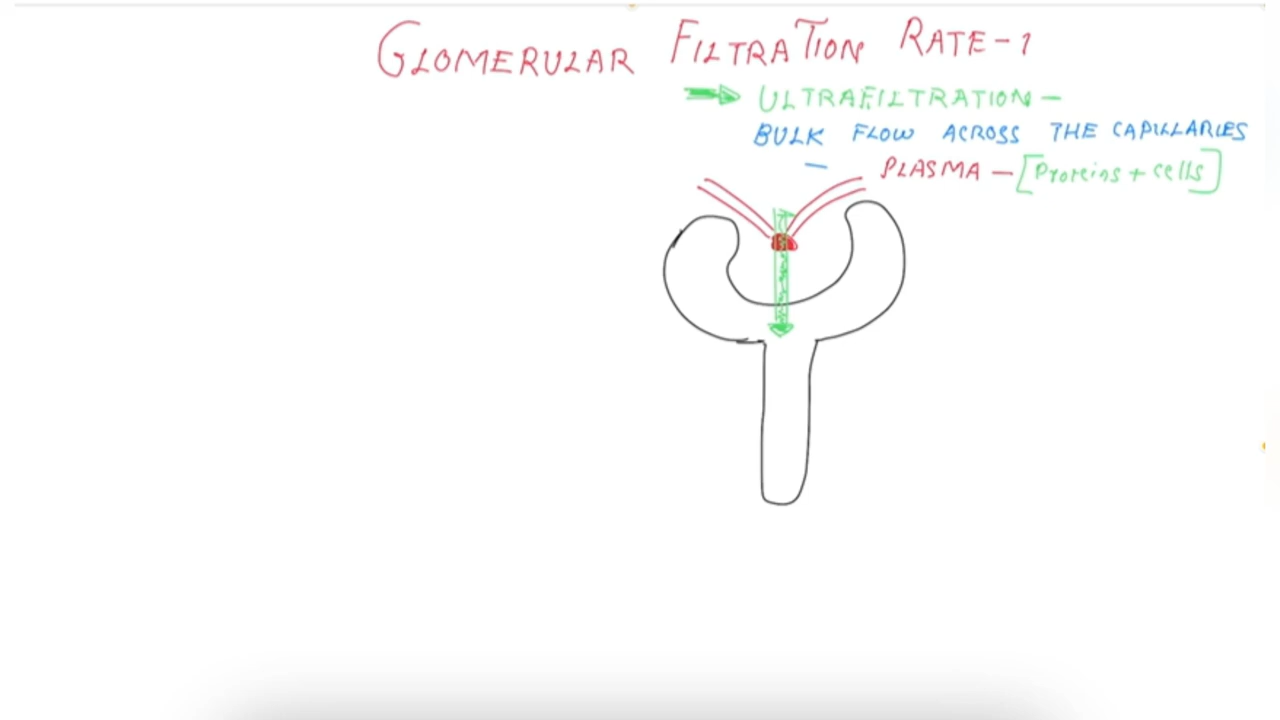 GLOMERULAR FILTRATION RATE-1
ULTRAFILTRATION –
BULK FLOW ACROSS THE CAPILLARIES
– PLASMA – [Proteins + cells]